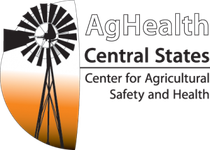 AgHealth
Central States
Center for Agricultural
Safety and Health